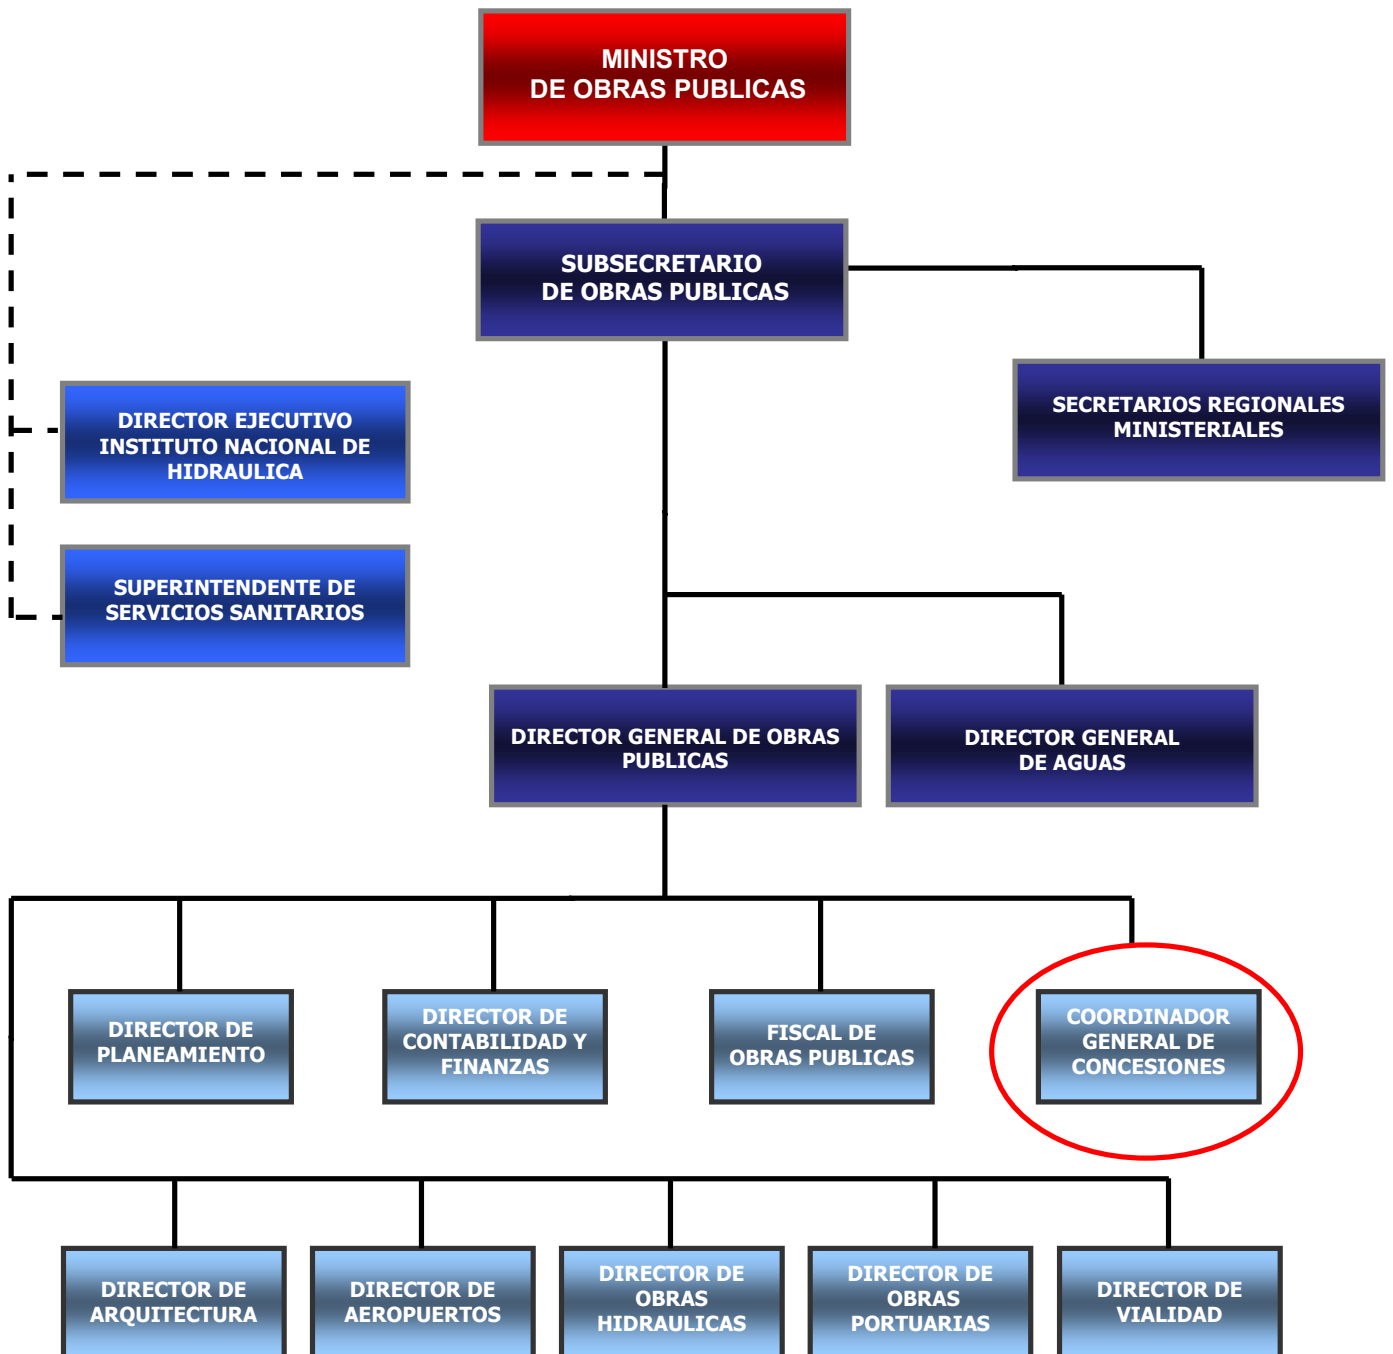 MINISTRO
DE OBRAS PUBLICAS
SUBSECRETARIO
DE OBRAS PUBLICAS
SECRETARIOS REGIONALES
MINISTERIALES
DIRECTOR EJECUTIVO
INSTITUTO NACIONAL DE
HIDRAULICA
SUPERINTENDENTE DE
SERVICIOS SANITARIOS
DIRECTOR GENERAL DE OBRAS
PUBLICAS
DIRECTOR GENERAL
DE AGUAS
DIRECTOR DE
PLANEAMIENTO
DIRECTOR DE
CONTABILIDAD Y
FINANZAS
FISCAL DE
OBRAS PUBLICAS
COORDINADOR
GENERAL DE
CONCESIONES
DIRECTOR DE
ARQUITECTURA
DIRECTOR DE
AEROPUERTOS
DIRECTOR DE
OBRAS
HIDRAULICAS
DIRECTOR DE
OBRAS
PORTUARIAS
DIRECTOR DE
VIALIDAD